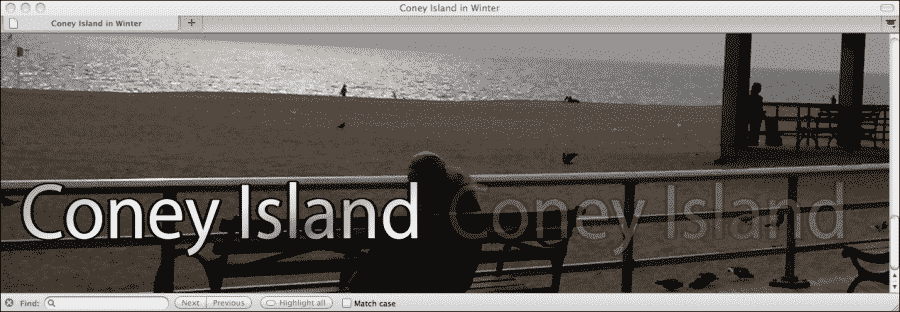 Coney Island in Winter
Coney Island in Winter
Coney Island Coney Island
Find: Next Previous Highlight all Match case